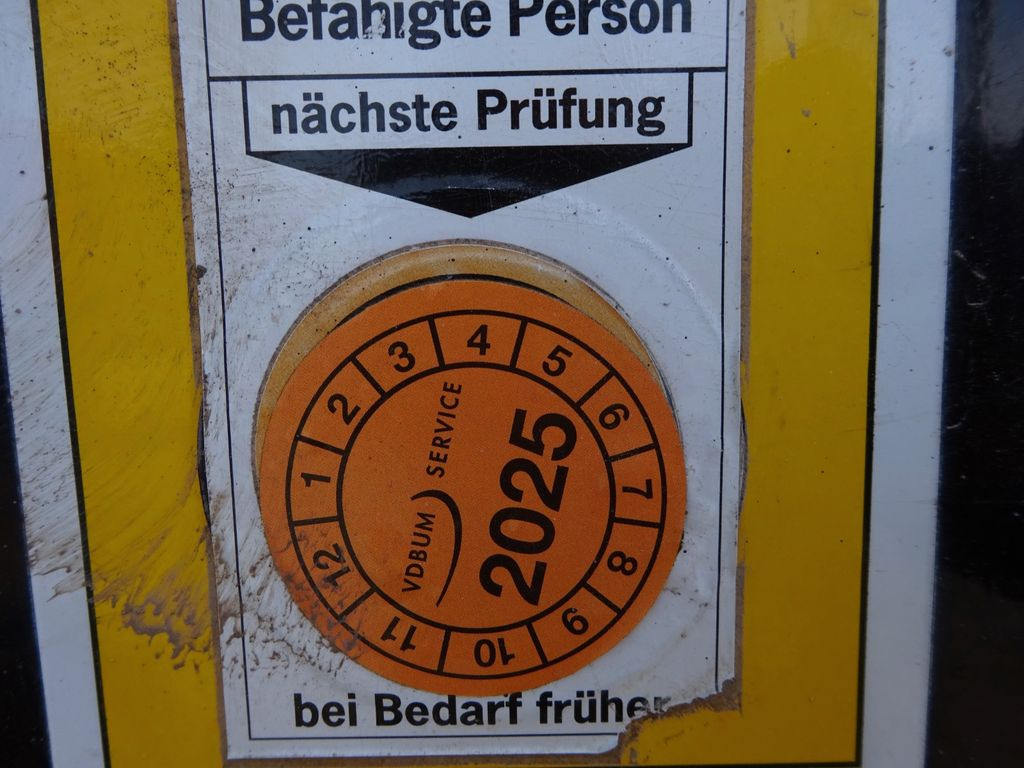 Befähigte Person
nächste Prüfung
1 2 3 4 5 6 7 8 9 10 11 12
VDBUM SERVICE
2025
bei Bedarf früher